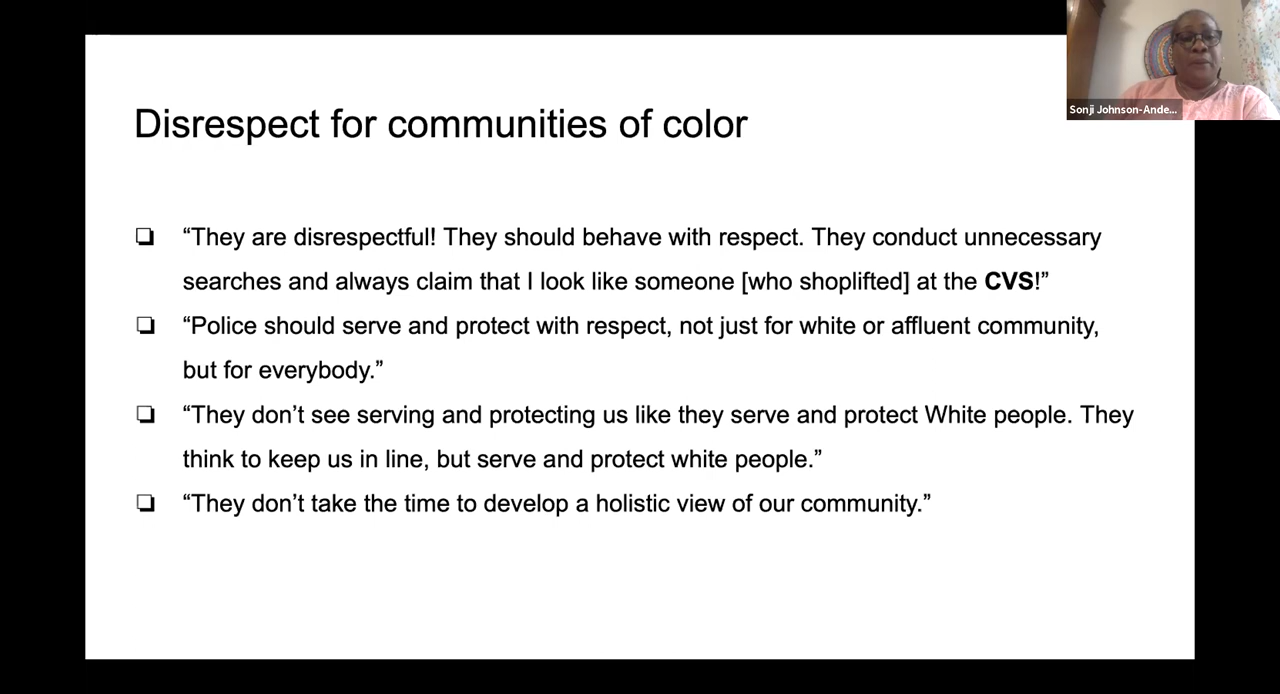 Sonji Johnson-Ande...
Disrespect for communities of color
❏ “They are disrespectful! They should behave with respect. They conduct unnecessary
searches and always claim that I look like someone [who shoplifted] at the CVS!”
❏ “Police should serve and protect with respect, not just for white or affluent community,
but for everybody.”
❏ “They don’t see serving and protecting us like they serve and protect White people. They
think to keep us in line, but serve and protect white people.”
❏ “They don’t take the time to develop a holistic view of our community.”